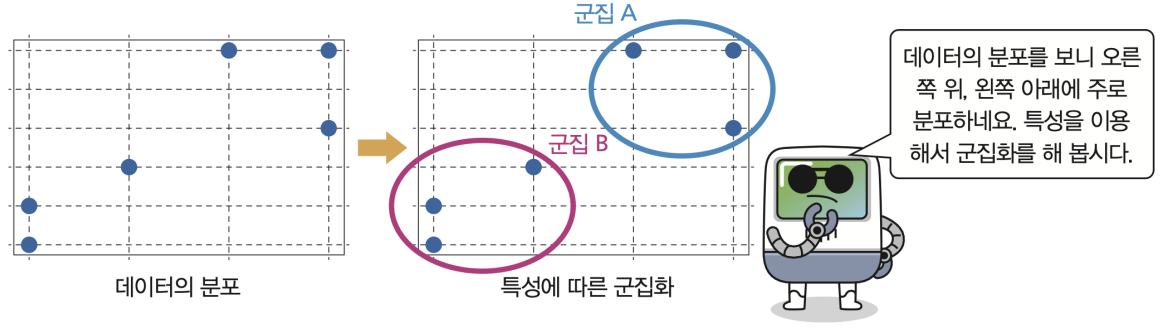 군집 A
데이터의 분포를 보니 오른
쪽 위, 왼쪽 아래에 주로
분포하네요. 특성을 이용
해서 군집화를 해 봅시다.
군집 B
데이터의 분포
특성에 따른 군집화